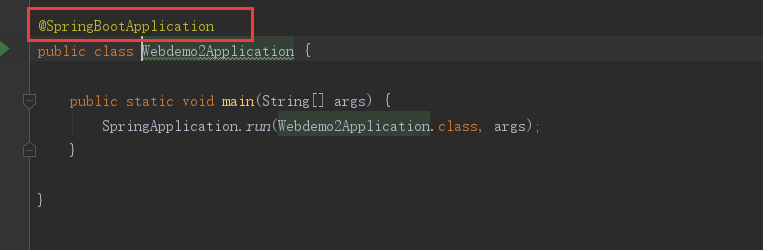 @SpringBootApplication
public class Webdemo2Application {
public static void main(String[] args) {
SpringApplication.run(Webdemo2Application.class, args);
}
}